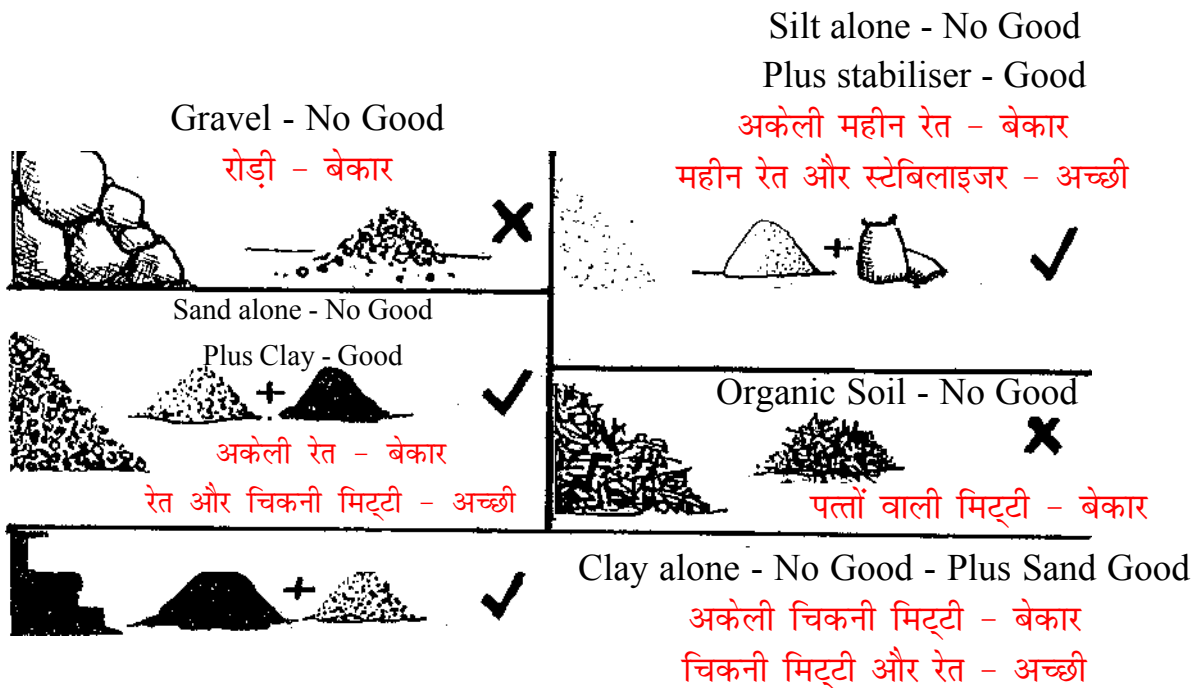 Gravel - No Good
रोड़ी – बेकार
Silt alone - No Good
Plus stabiliser - Good
अकेली महीन रेत – बेकार
महीन रेत और स्टेबिलाइजर – अच्छी
Sand alone - No Good
Plus Clay - Good
अकेली रेत – बेकार
रेत और चिकनी मिट्टी – अच्छी
Organic Soil - No Good
पत्तों वाली मिट्टी – बेकार
Clay alone - No Good - Plus Sand Good
अकेली चिकनी मिट्टी – बेकार
चिकनी मिट्टी और रेत – अच्छी